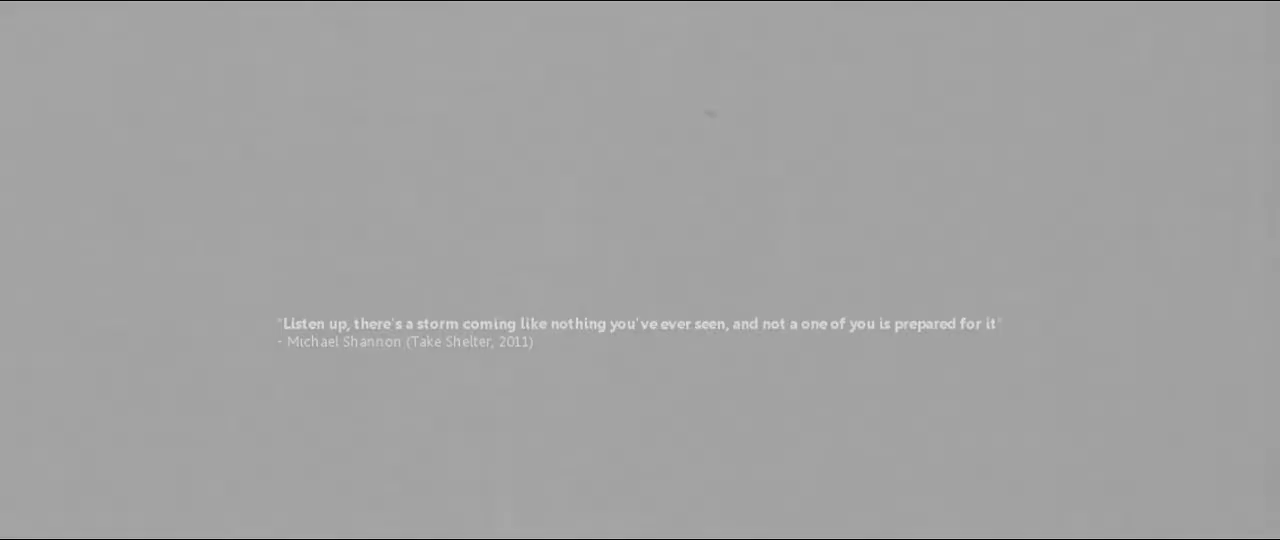 "Listen up, there's a storm coming like nothing you've ever seen, and not a one of you is prepared for it"
- Michael Shannon (Take Shelter, 2011)